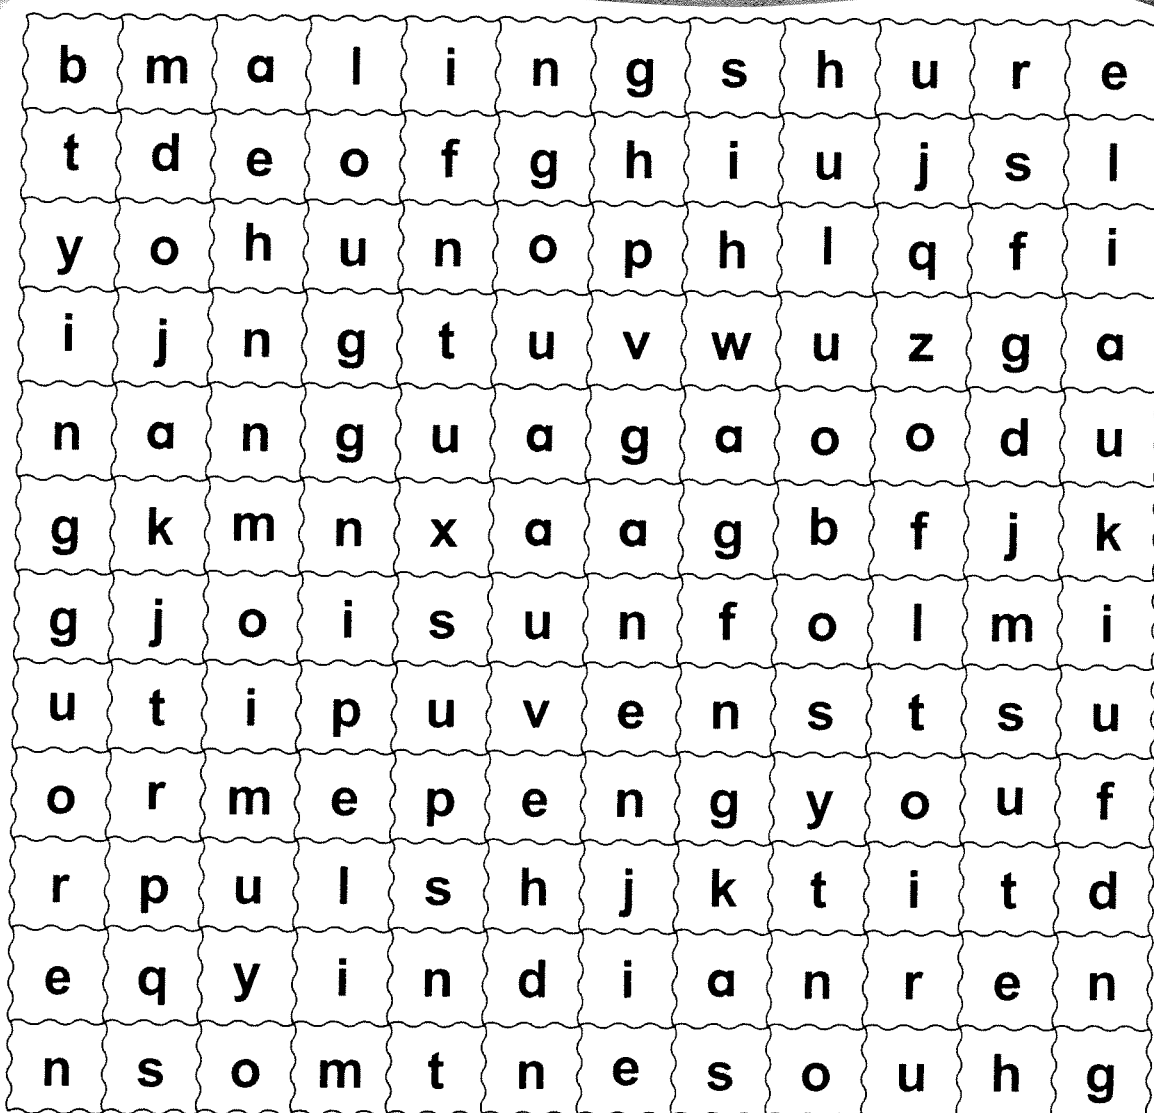 b m a l i n g s h u r e
t d e o f g h i u j s l
y o h u n o p h l q f i
i j n g t u v w u z g a
n a n g u a g a o o d u
g k m n x a a g b f j k
g j o i s u n f o l m i
u t i p u v e n s t s u
o r m e p e n g y o u f
r p u l s h j k t i t d
e q y i n d i a n r e n
n s o m t n e s o u h g